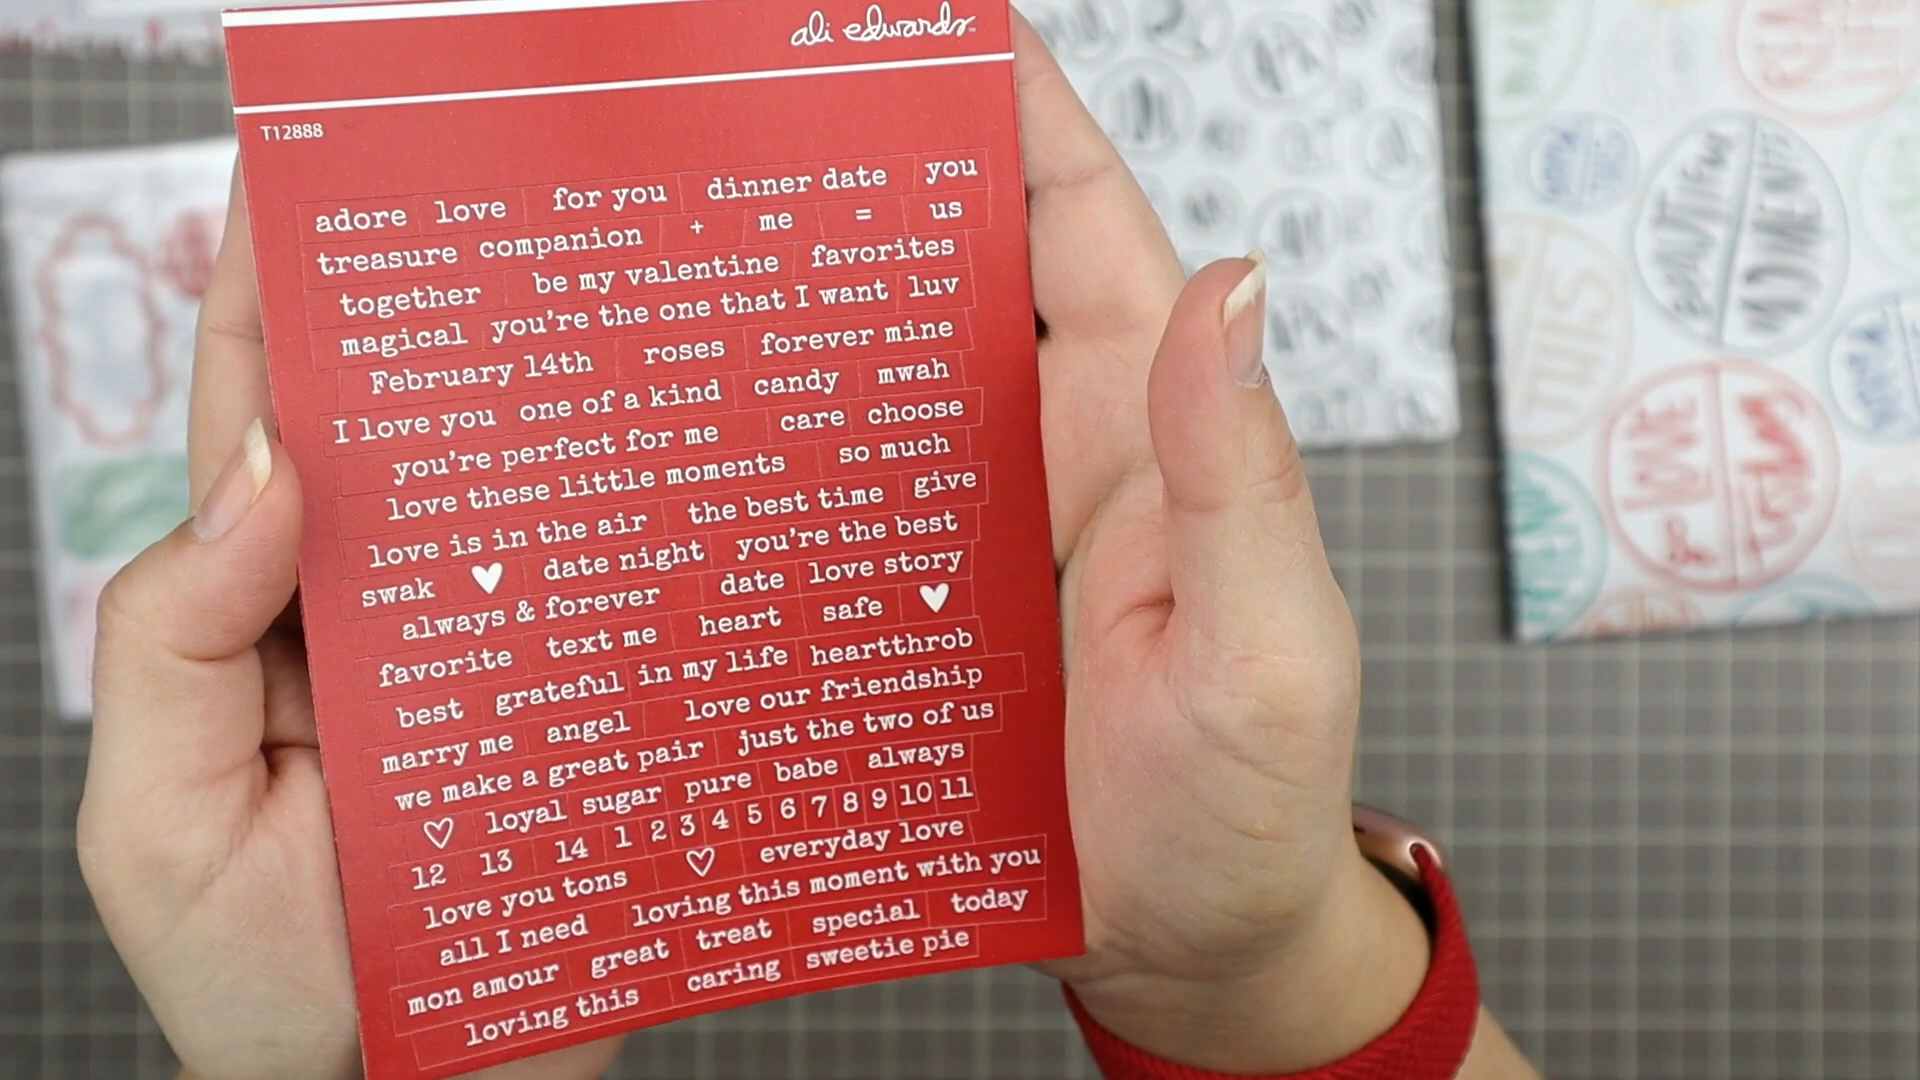 ali edwards
T12888
adore love for you dinner date you
treasure companion + me = us
together be my valentine favorites
magical you're the one that I want luv
February 14th roses forever mine
I love you one of a kind candy mwah
you're perfect for me care choose
love these little moments so much
love is in the air the best time give
swak ♥ date night you're the best
always & forever date love story
favorite text me heart safe ♥
best grateful in my life heartthrob
marry me angel love our friendship
we make a great pair just the two of us
♡ loyal sugar pure babe always
12 13 14 1 2 3 4 5 6 7 8 9 10 11
love you tons ♡ everyday love
all I need loving this moment with you
mon amour great treat special today
loving this caring sweetie pie
BEAUTIFUL MOMENT
LOVE
THIS